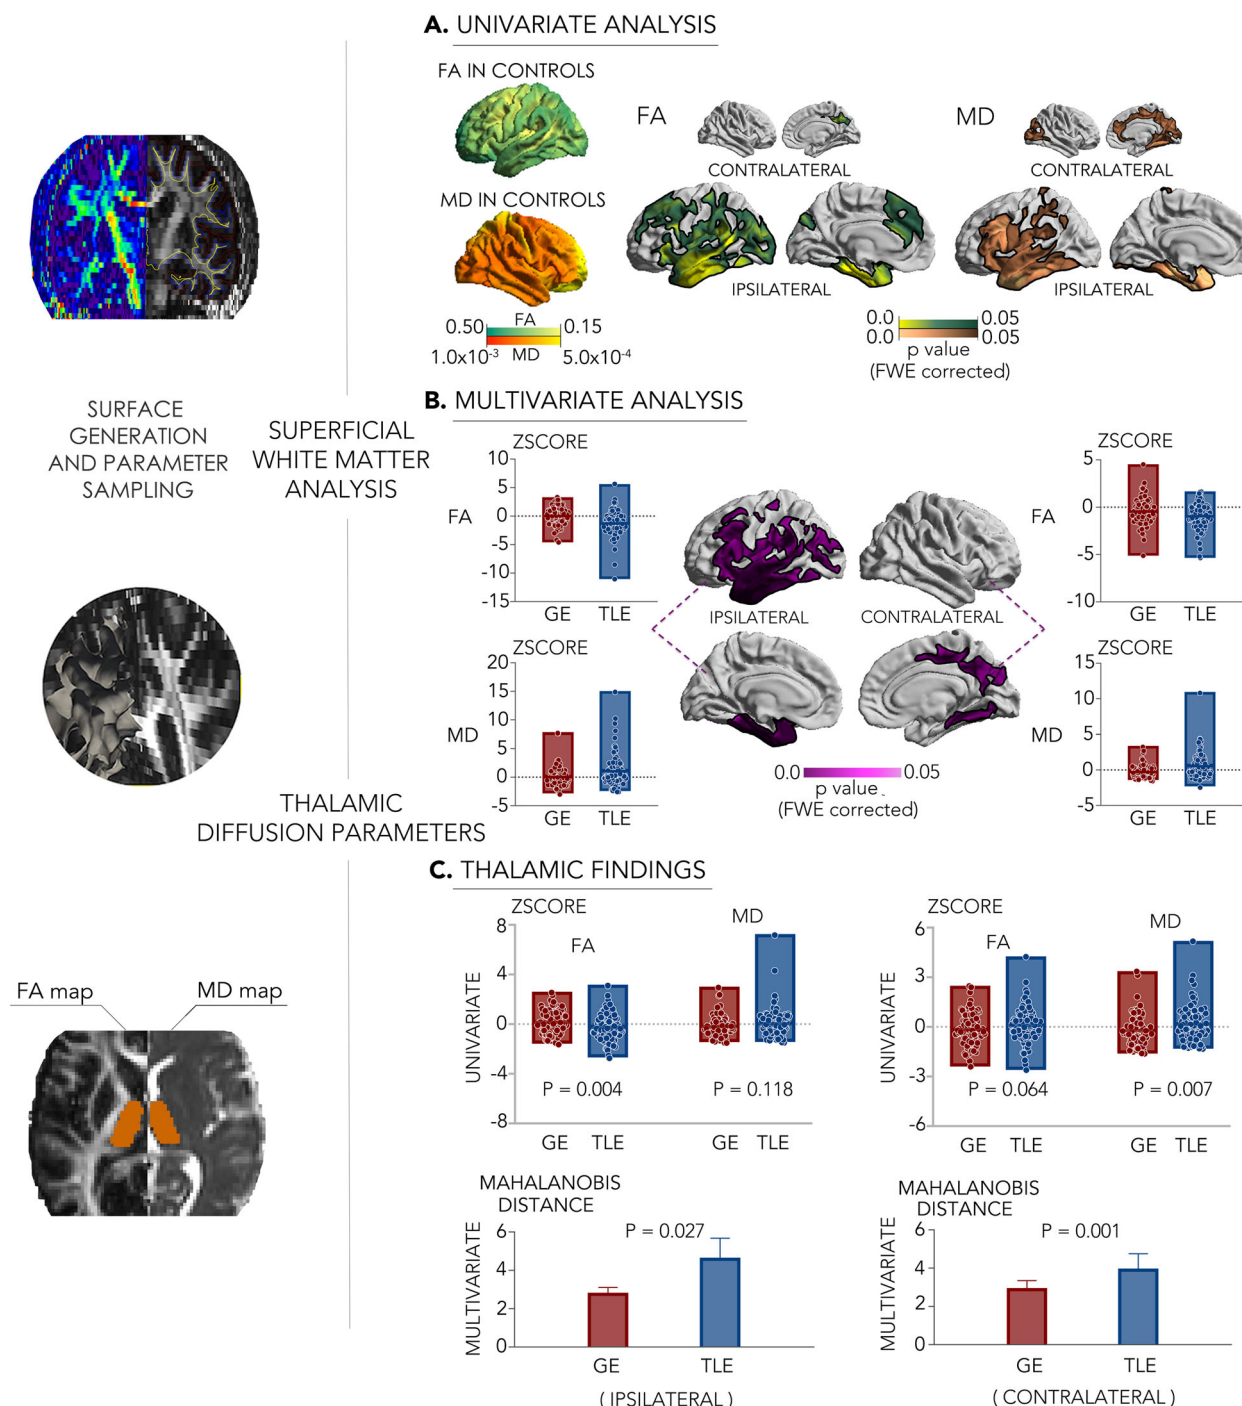 A. UNIVARIATE ANALYSIS
FA IN CONTROLS
FA
MD
CONTRALATERAL
CONTRALATERAL
MD IN CONTROLS
IPSILATERAL
IPSILATERAL
FA
0.50
0.15
1.0x10-3
MD
5.0x10-4
0.0
0.05
0.0
0.05
p value
(FWE corrected)
SURFACE
GENERATION
AND PARAMETER
SAMPLING
SUPERFICIAL
WHITE MATTER
ANALYSIS
B. MULTIVARIATE ANALYSIS
ZSCORE
10
5
FA
0
-5
-10
-15
GE
TLE
ZSCORE
5
FA
0
-5
-10
GE
TLE
IPSILATERAL
CONTRALATERAL
ZSCORE
20
15
10
MD
5
0
-5
GE
TLE
ZSCORE
15
10
5
MD
0
-5
GE
TLE
0.0
0.05
p value
(FWE corrected)
THALAMIC
DIFFUSION PARAMETERS
C. THALAMIC FINDINGS
FA map
MD map
ZSCORE
8
4
0
-4
-8
UNIVARIATE
FA
MD
P = 0.004
P = 0.118
GE
TLE
GE
TLE
ZSCORE
6
3
0
-3
-6
UNIVARIATE
FA
MD
P = 0.064
P = 0.007
GE
TLE
GE
TLE
MAHALANOBIS
DISTANCE
P = 0.027
6
4
2
0
MULTIVARIATE
GE
TLE
( IPSILATERAL )
MAHALANOBIS
DISTANCE
P = 0.001
6
4
2
0
MULTIVARIATE
GE
TLE
( CONTRALATERAL )